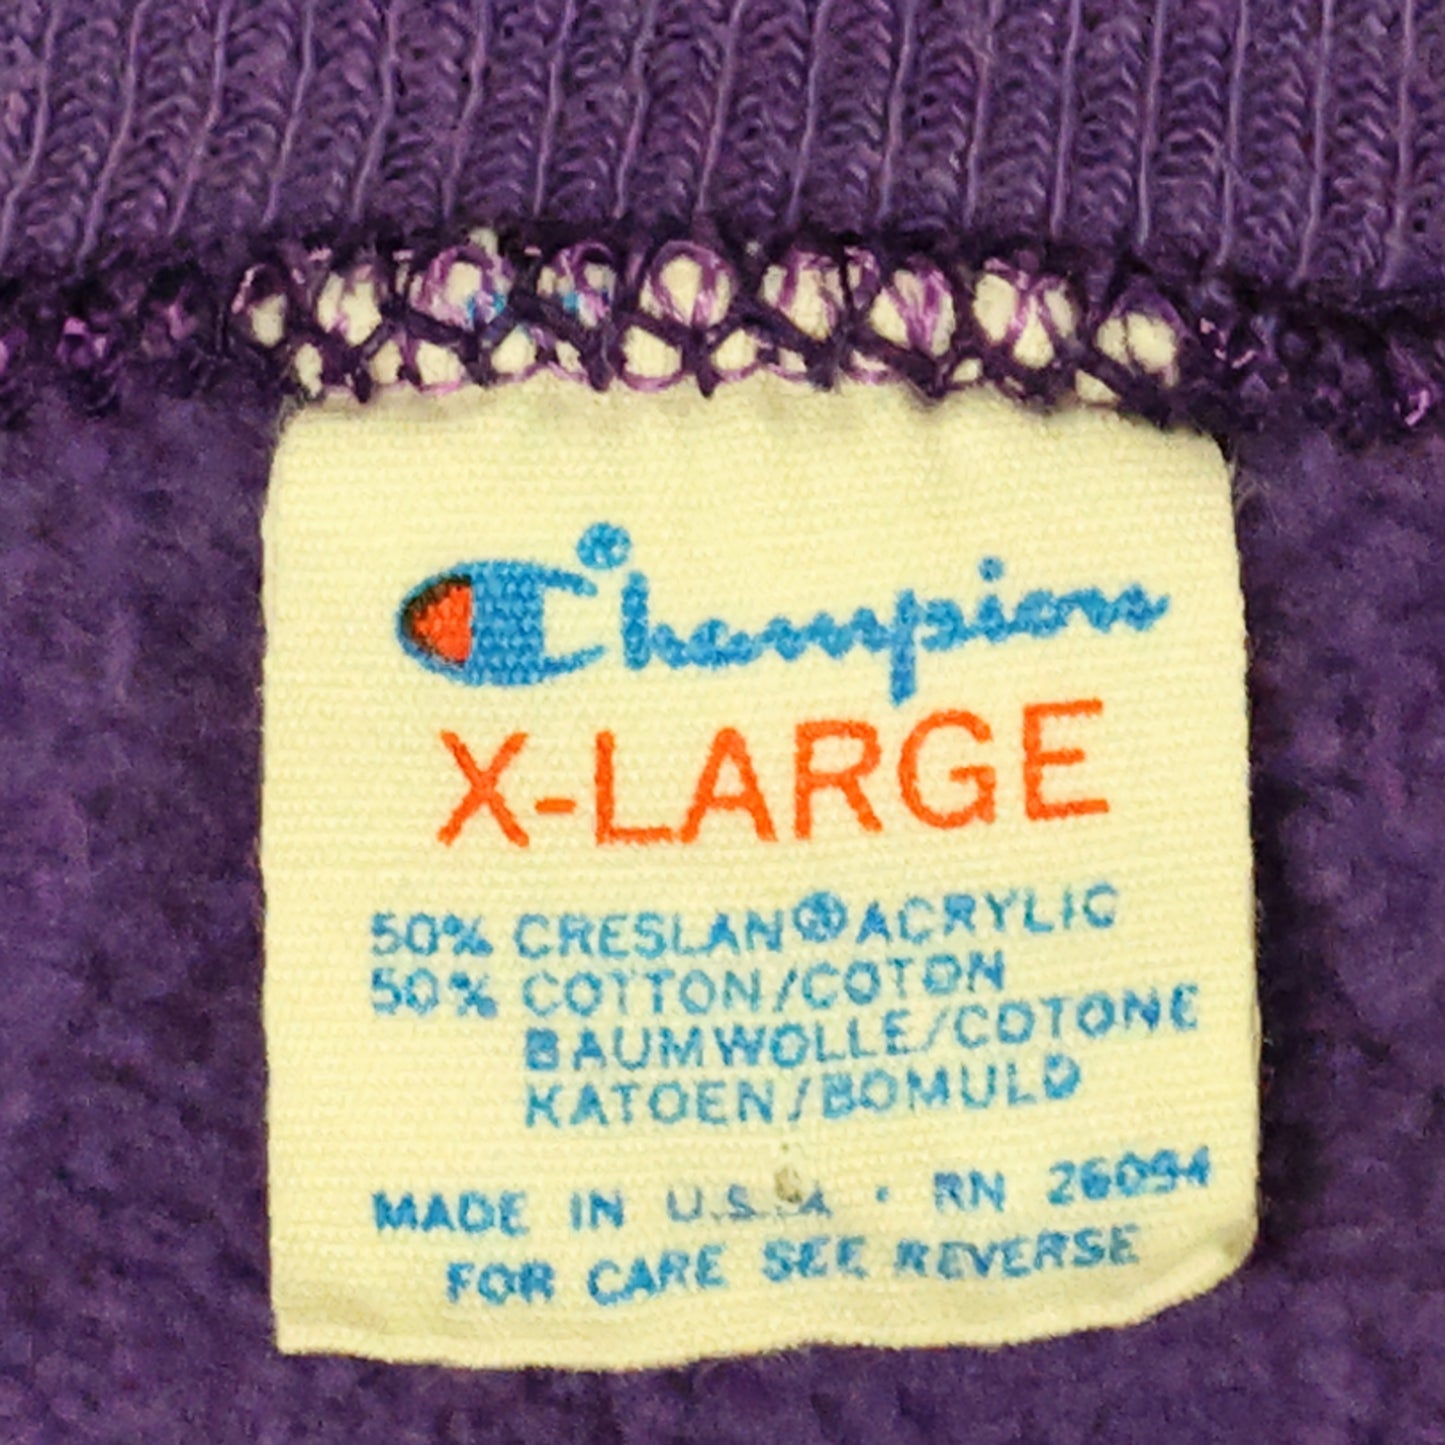 Champion®
X-LARGE
50% CRESLAN® ACRYLIC
50% COTTON/COTON
BAUMWOLLE/COTONE
KATOEN/BOMULD
MADE IN U.S.A. · RN 26094
FOR CARE SEE REVERSE